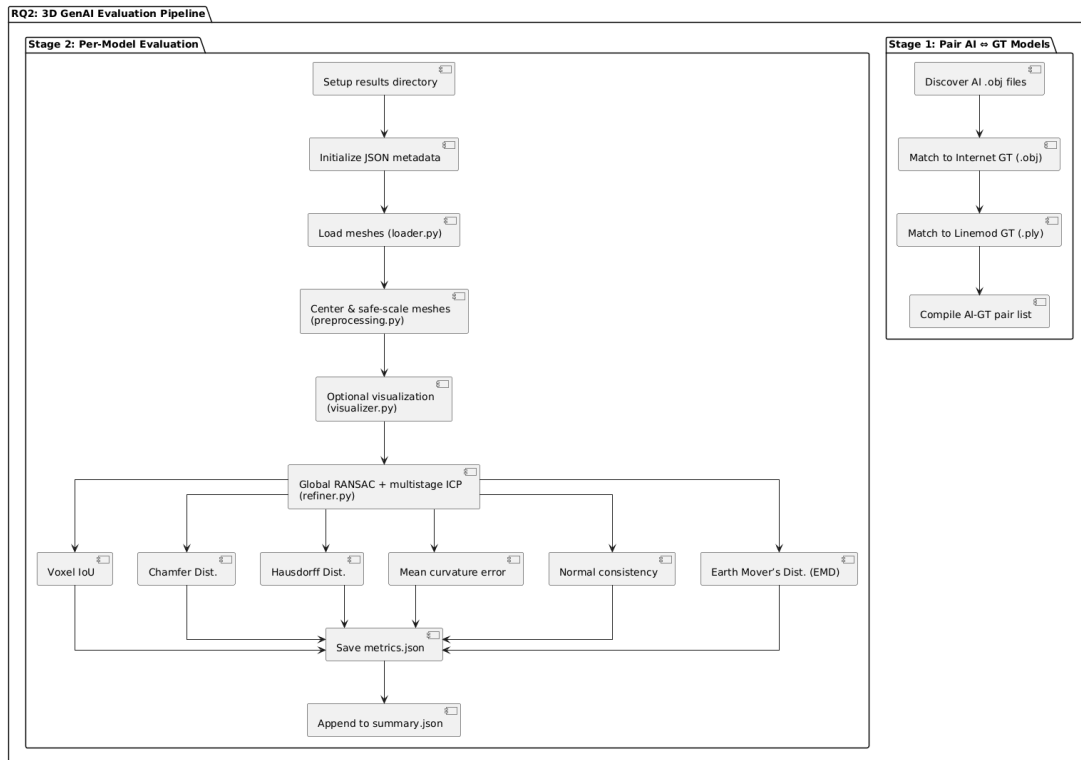 RQ2: 3D GenAI Evaluation Pipeline
Stage 2: Per-Model Evaluation
Setup results directory
Initialize JSON metadata
Load meshes (loader.py)
Center & safe-scale meshes
(preprocessing.py)
Optional visualization
(visualizer.py)
Global RANSAC + multistage ICP
(refiner.py)
Voxel IoU
Chamfer Dist.
Hausdorff Dist.
Mean curvature error
Normal consistency
Earth Mover's Dist. (EMD)
Save metrics.json
Append to summary.json
Stage 1: Pair AI ⇔ GT Models
Discover AI .obj files
Match to Internet GT (.obj)
Match to Linemod GT (.ply)
Compile AI-GT pair list